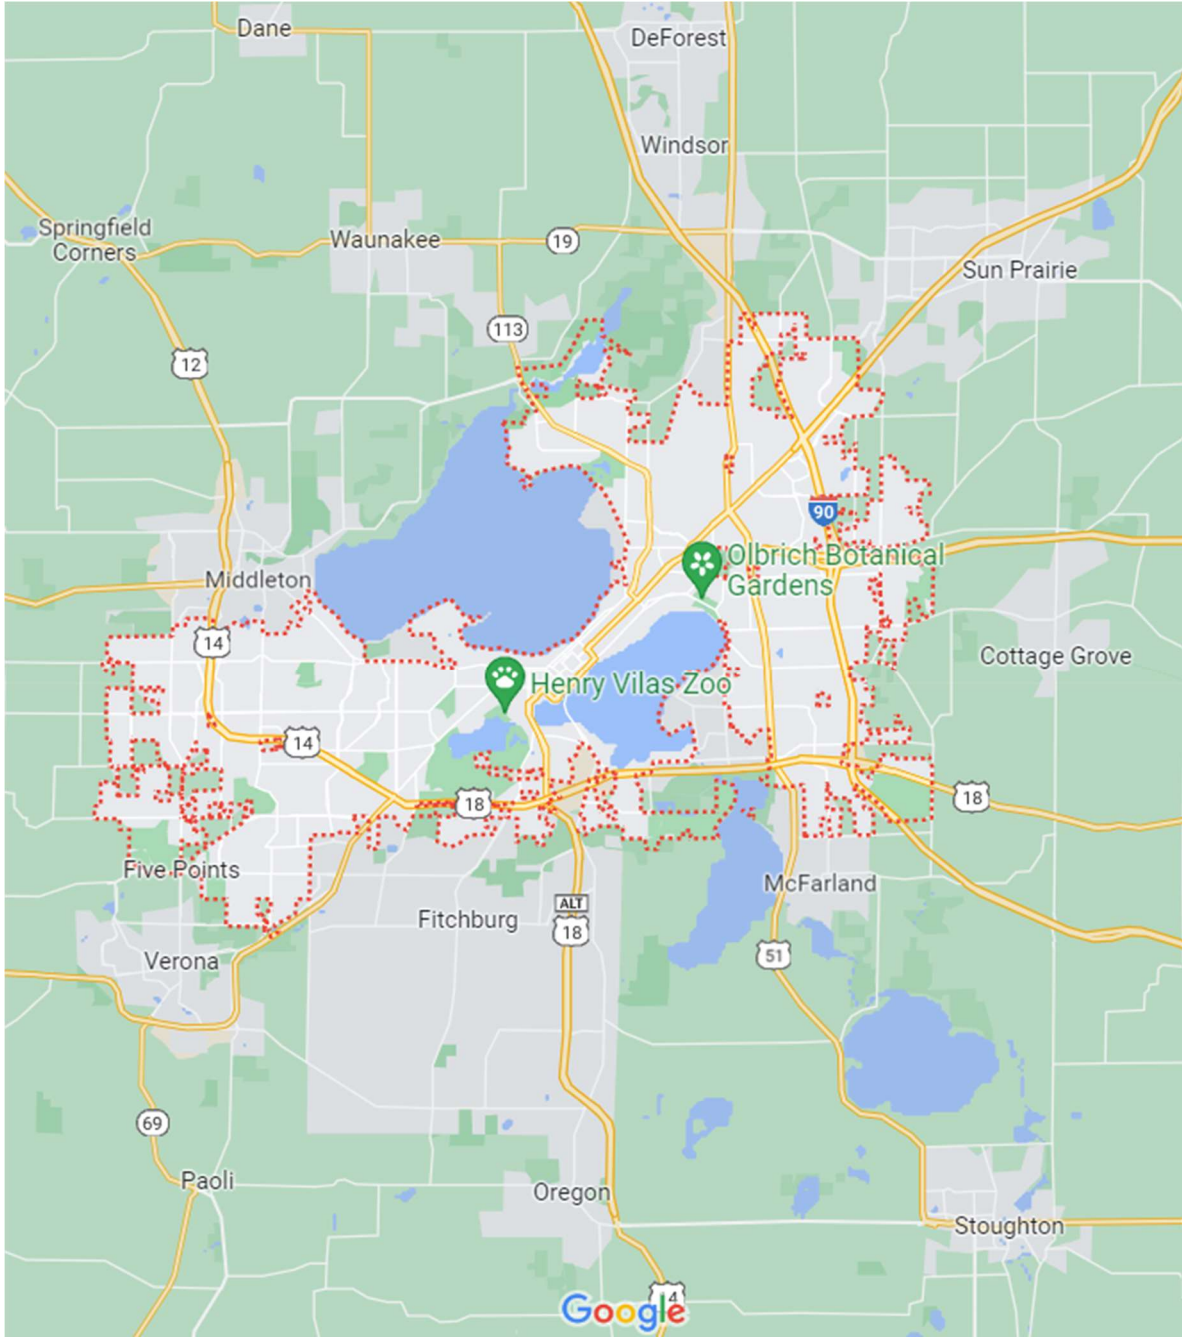 Dane
DeForest
Windsor
Springfield
Corners
Waunakee
19
Sun Prairie
113
12
90
Olbrich Botanical
Gardens
Middleton
14
Cottage Grove
Henry Vilas Zoo
14
18
18
Five Points
McFarland
ALT
18
Fitchburg
51
Verona
69
Paoli
Oregon
Stoughton
4
Google